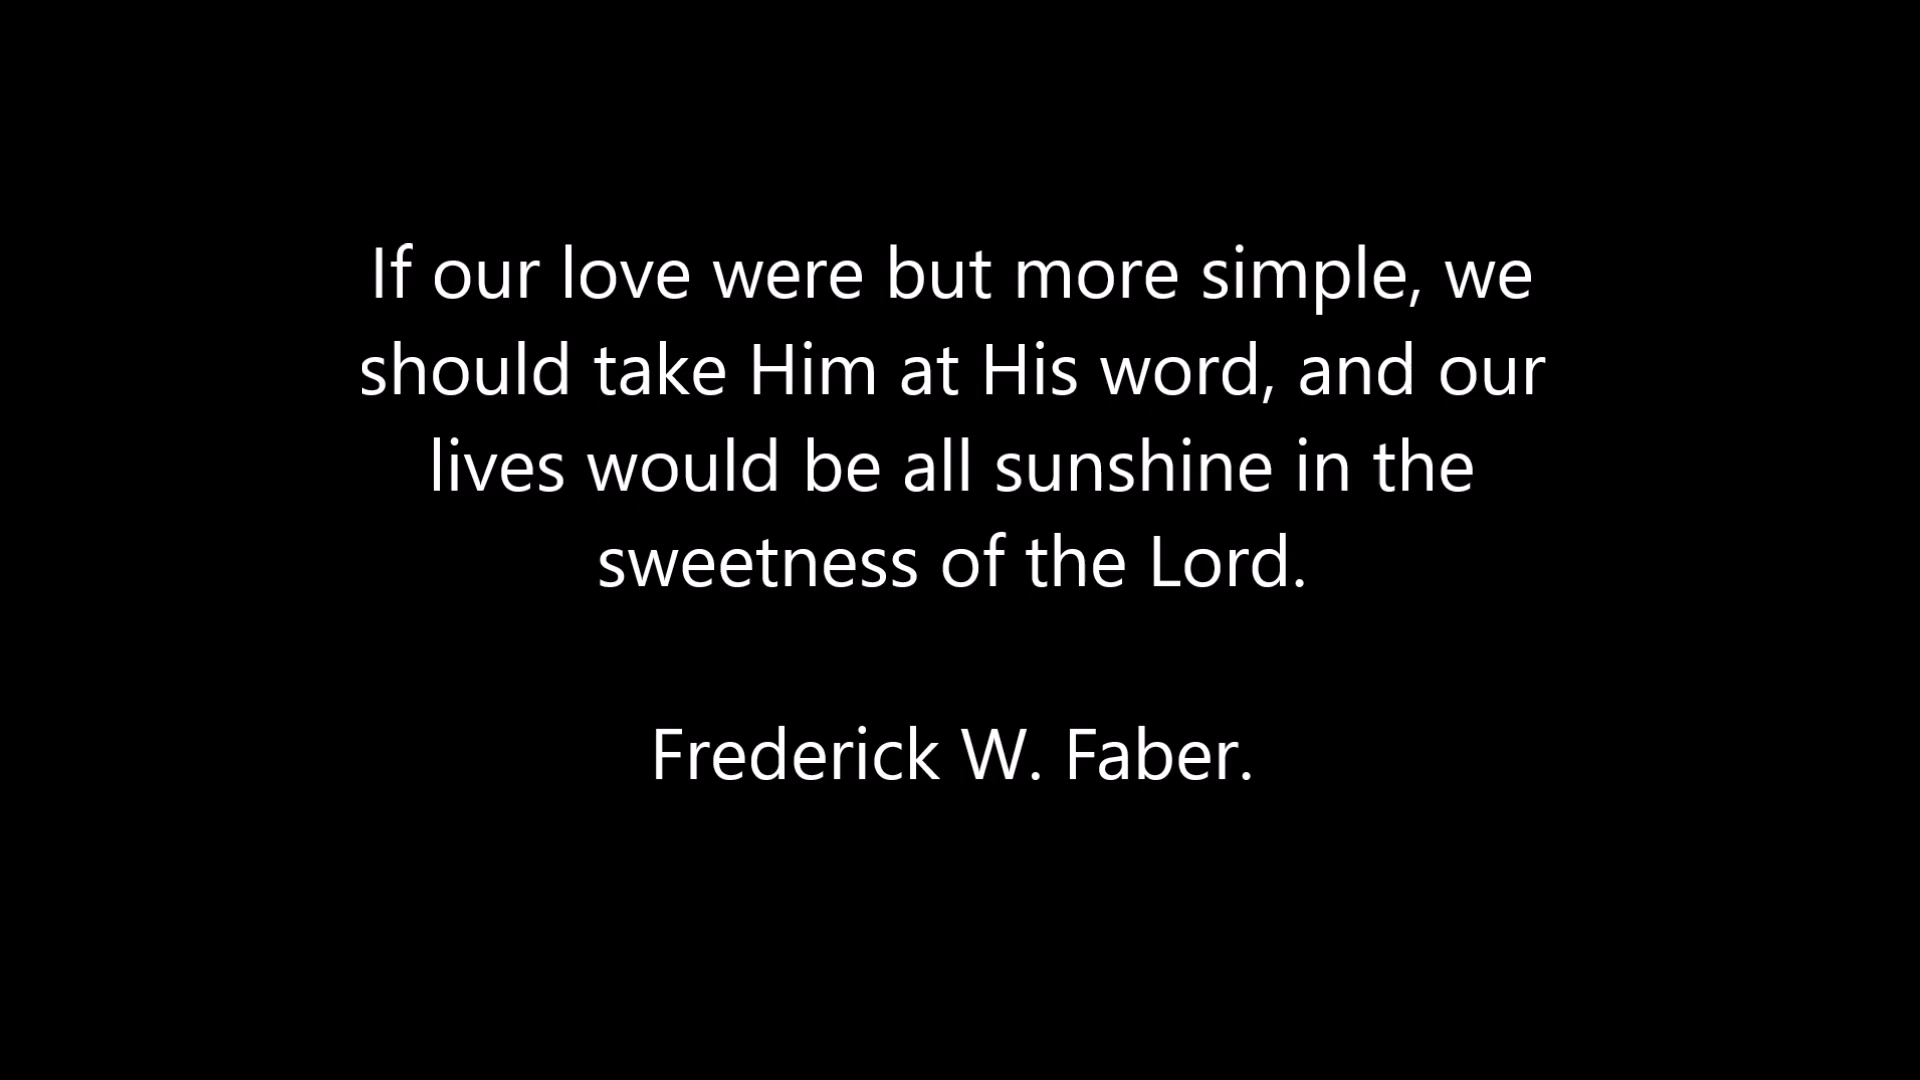 If our love were but more simple, we
should take Him at His word, and our
lives would be all sunshine in the
sweetness of the Lord.
Frederick W. Faber.